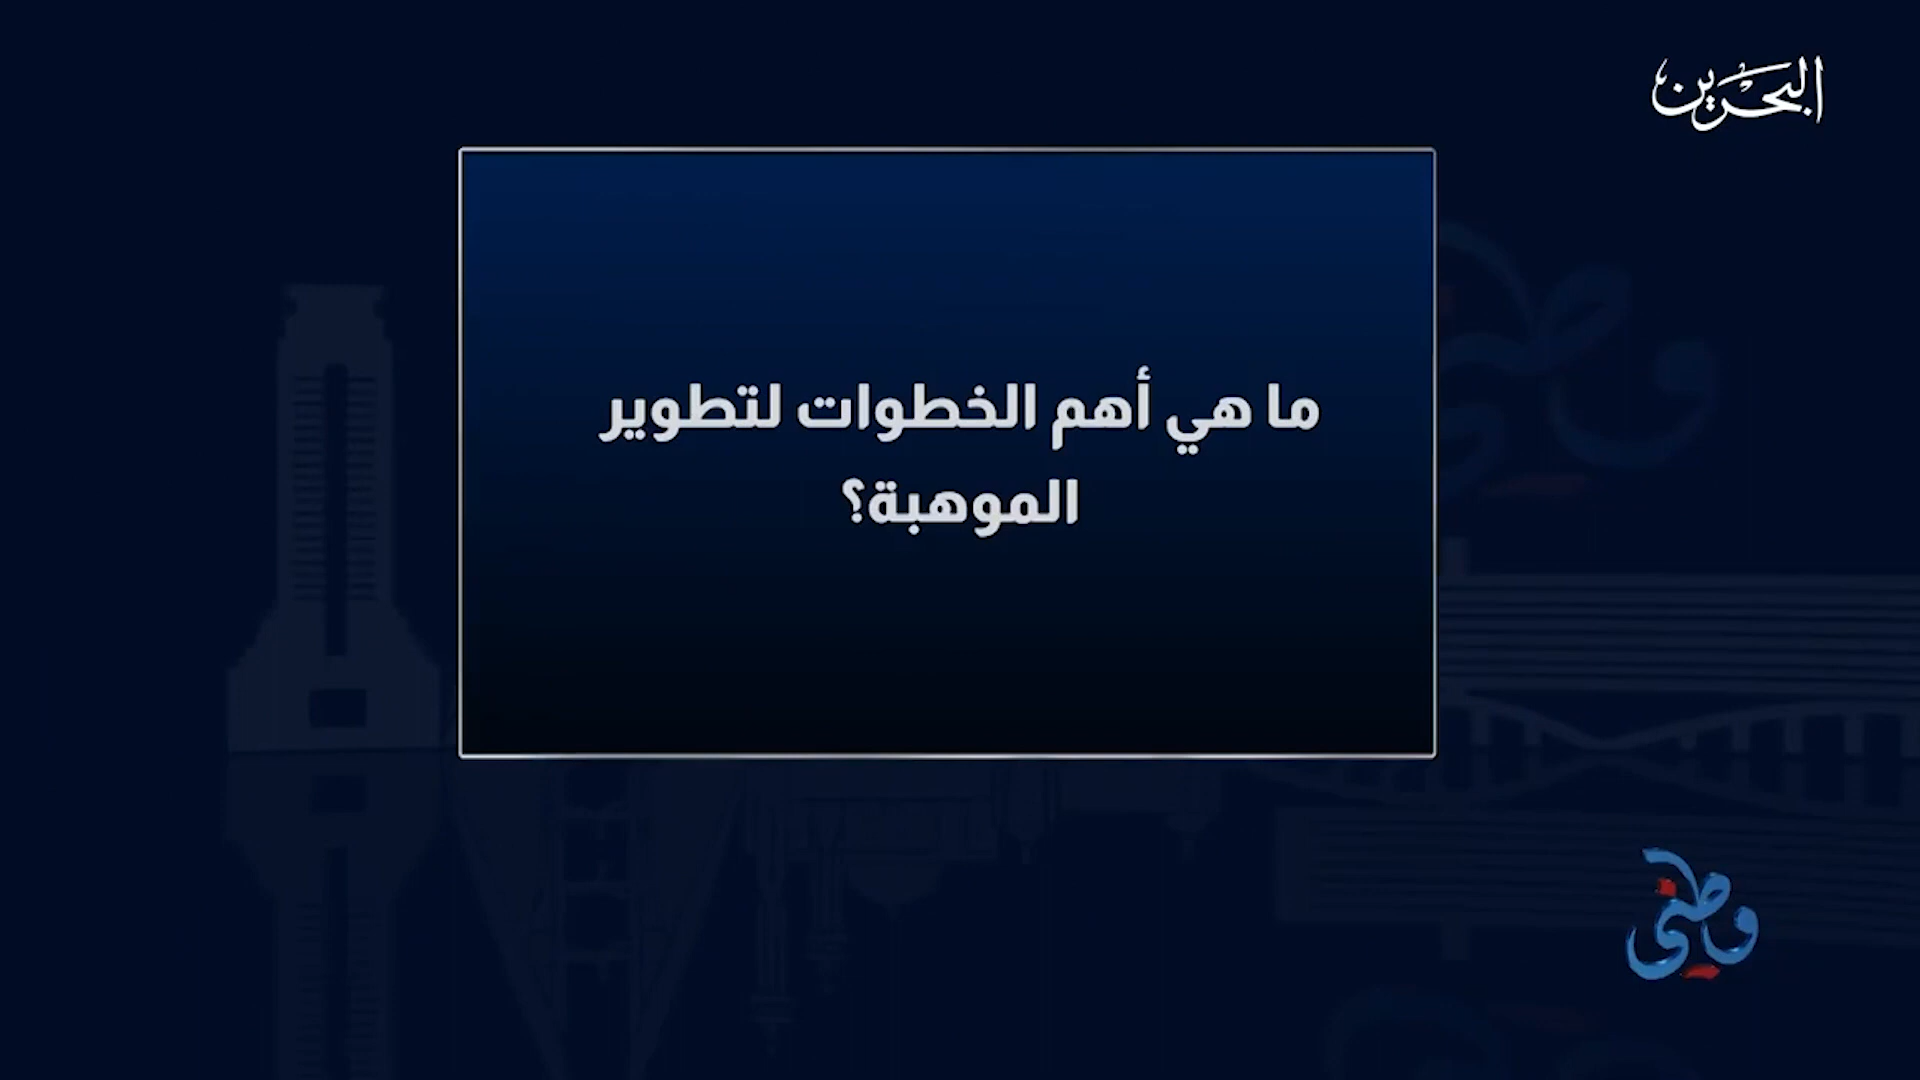 البحرين
ما هي أهم الخطوات لتطوير
الموهبة؟
وطني